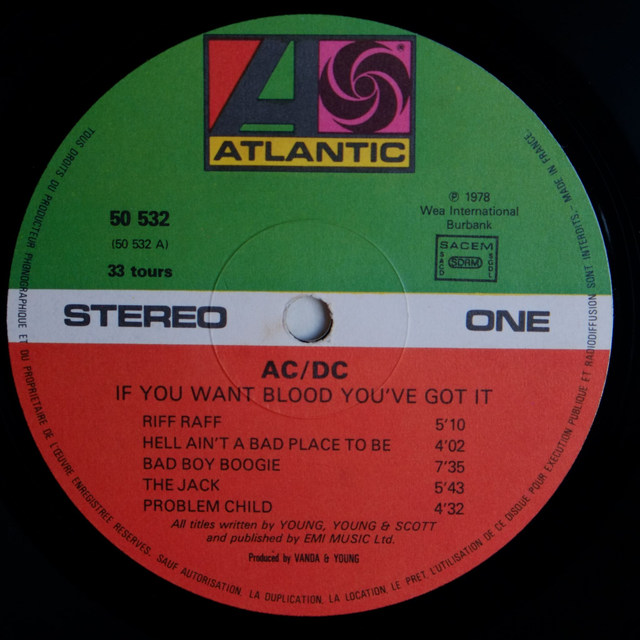 ATLANTIC
®
50 532
(50 532 A)
33 tours
℗ 1978
Wea International
Burbank
SACEM
SACD SDRM SGDL
STEREO ONE
AC/DC
IF YOU WANT BLOOD YOU'VE GOT IT
RIFF RAFF 5'10
HELL AIN'T A BAD PLACE TO BE 4'02
BAD BOY BOOGIE 7'35
THE JACK 5'43
PROBLEM CHILD 4'32
All titles written by YOUNG, YOUNG & SCOTT
and published by EMI MUSIC Ltd.
Produced by VANDA & YOUNG
TOUS DROITS DU PRODUCTEUR PHONOGRAPHIQUE ET DU PROPRIETAIRE DE L'ŒUVRE ENREGISTREE RESERVES. SAUF AUTORISATION, LA DUPLICATION, LA LOCATION, LE PRET, L'UTILISATION DE CE DISQUE POUR EXECUTION PUBLIQUE ET RADIODIFFUSION SONT INTERDITS. MADE IN FRANCE.